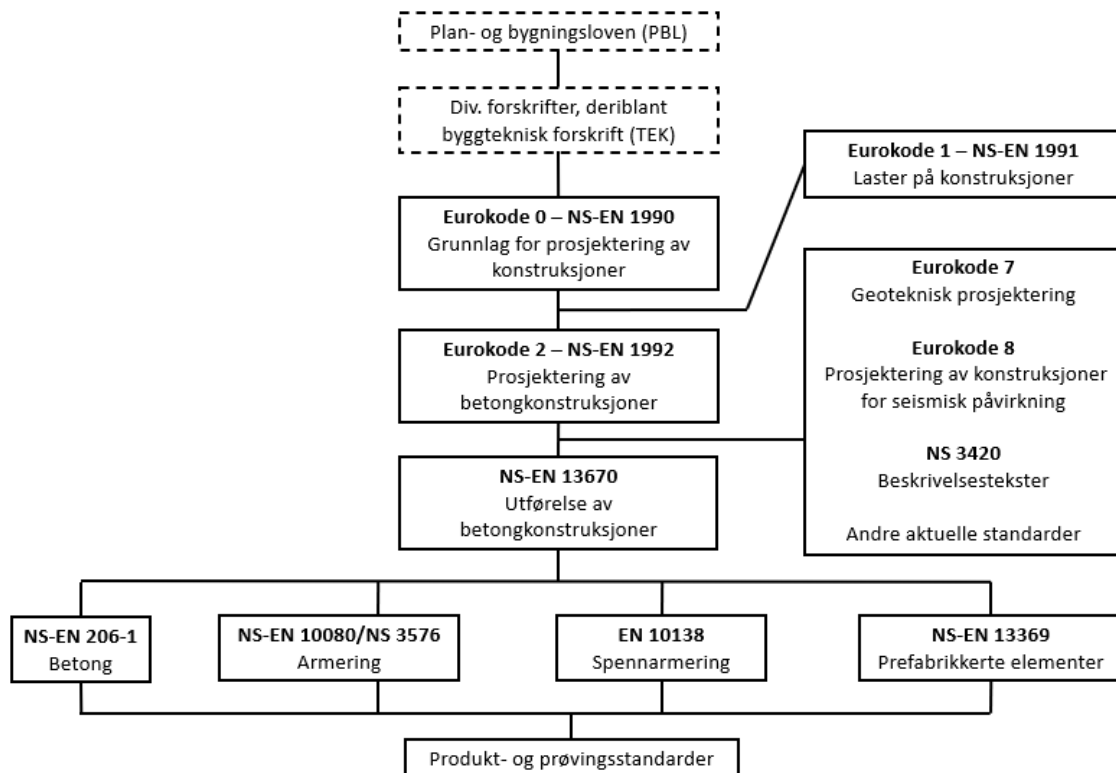 Plan- og bygningsloven (PBL)
Div. forskrifter, deriblant
byggteknisk forskrift (TEK)
Eurokode 1 – NS-EN 1991
Laster på konstruksjoner
Eurokode 0 – NS-EN 1990
Grunnlag for prosjektering av
konstruksjoner
Eurokode 7
Geoteknisk prosjektering
Eurokode 8
Prosjektering av konstruksjoner
for seismisk påvirkning
NS 3420
Beskrivelsestekster
Andre aktuelle standarder
Eurokode 2 – NS-EN 1992
Prosjektering av
betongkonstruksjoner
NS-EN 13670
Utførelse av
betongkonstruksjoner
NS-EN 206-1
Betong
NS-EN 10080/NS 3576
Armering
EN 10138
Spennarmering
NS-EN 13369
Prefabrikkerte elementer
Produkt- og prøvingsstandarder